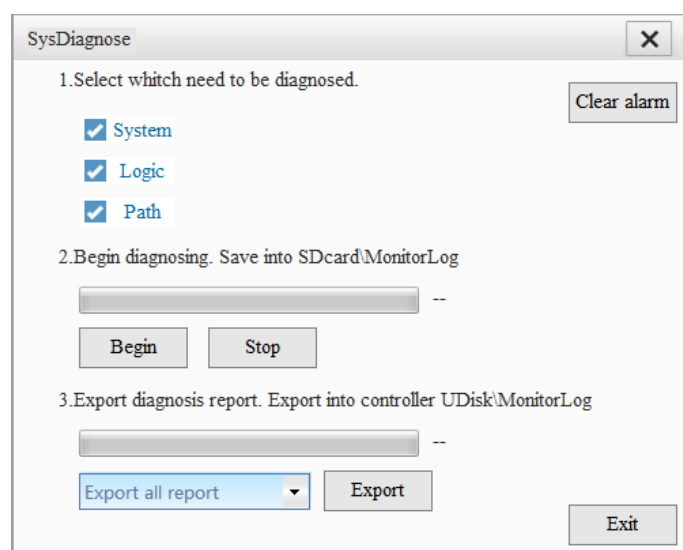 SysDiagnose
1.Select whitch need to be diagnosed.
Clear alarm
System
Logic
Path
2.Begin diagnosing. Save into SDcard\MonitorLog
--
Begin Stop
3.Export diagnosis report. Export into controller UDisk\MonitorLog
--
Export all report Export
Exit